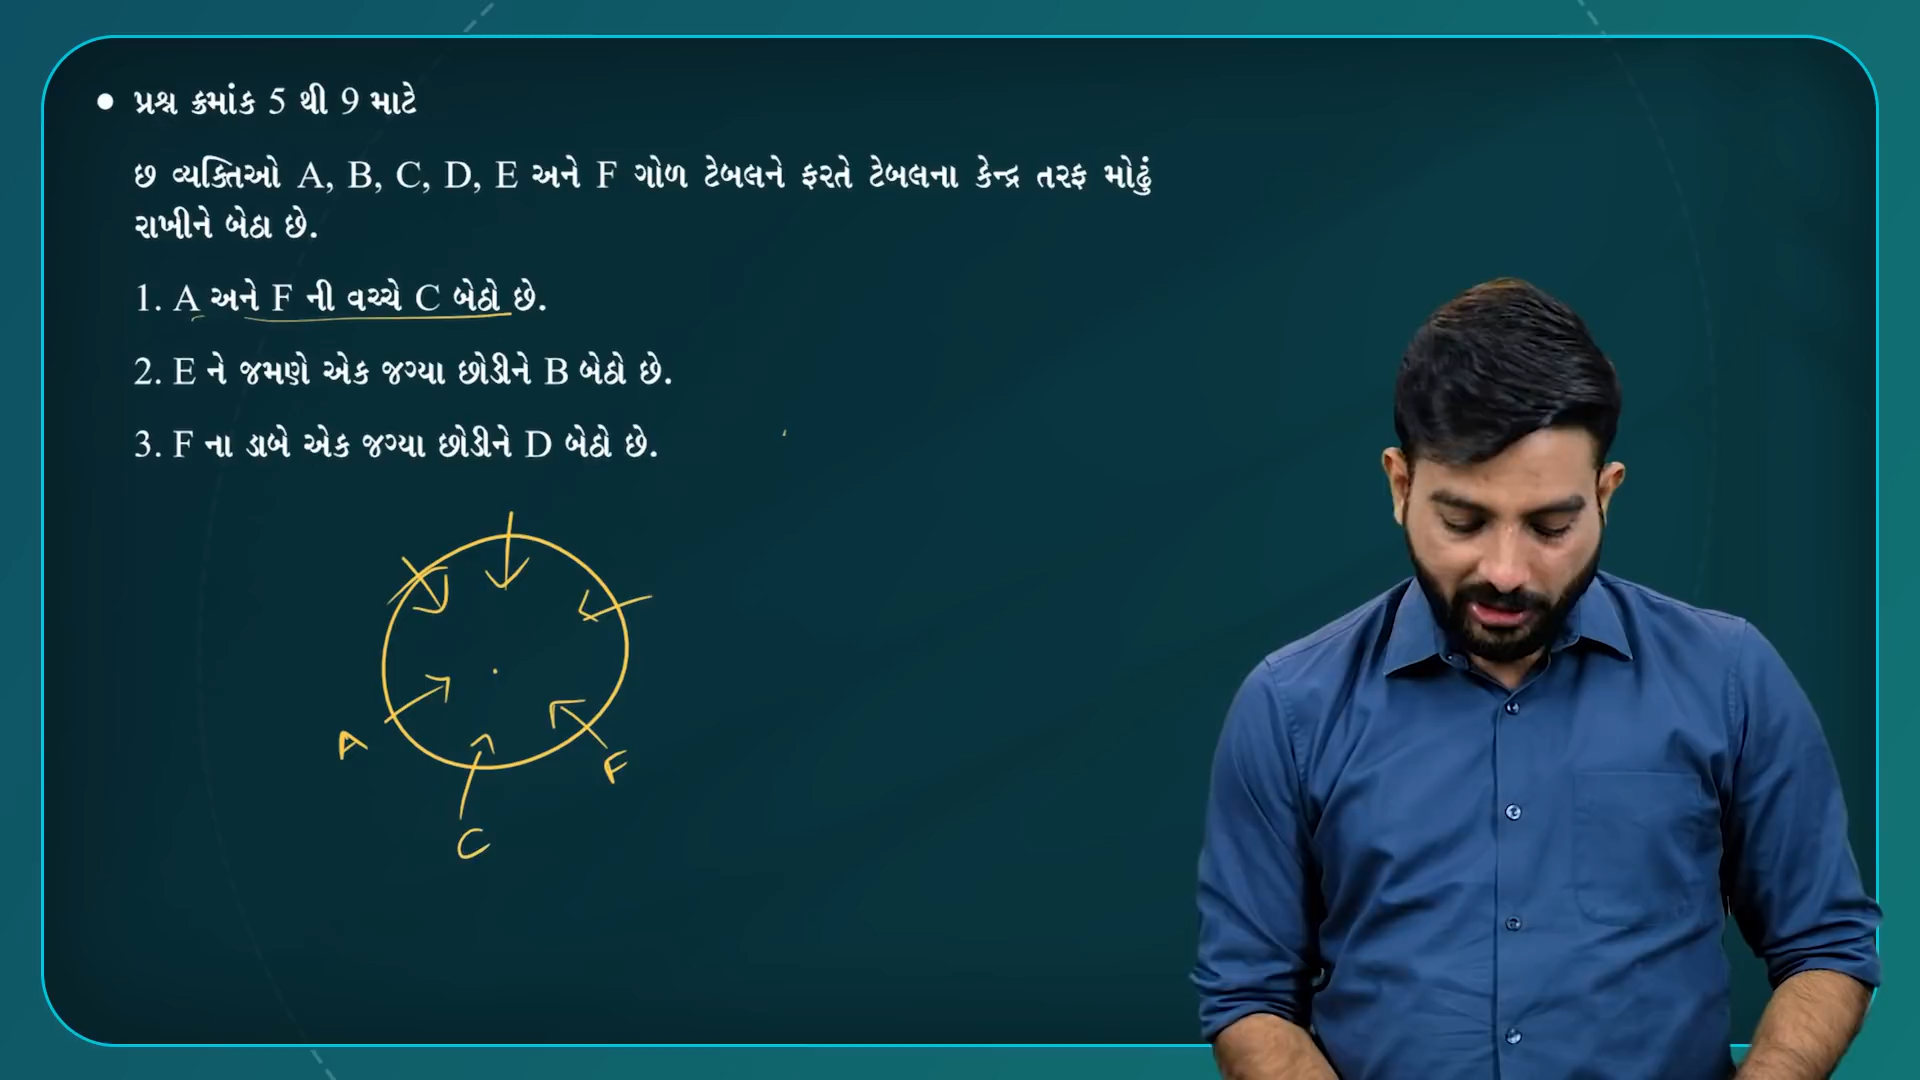 • પ્રશ્ન ક્રમાંક 5 થી 9 માટે
છ વ્યક્તિઓ A, B, C, D, E અને F ગોળ ટેબલને ફરતે ટેબલના કેન્દ્ર તરફ મોઢું
રાખીને બેઠા છે.
1. A અને F ની વચ્ચે C બેઠો છે.
2. E ને જમણે એક જગ્યા છોડીને B બેઠો છે.
3. F ના ડાબે એક જગ્યા છોડીને D બેઠો છે.
A
F
C